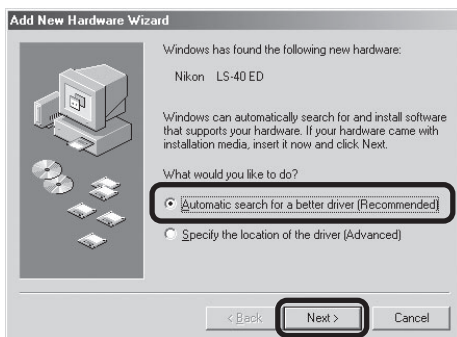 Add New Hardware Wizard
Windows has found the following new hardware:
Nikon LS-40 ED
Windows can automatically search for and install software
that supports your hardware. If your hardware came with
installation media, insert it now and click Next.
What would you like to do?
Automatic search for a better driver (Recommended)
Specify the location of the driver (Advanced)
< Back Next > Cancel